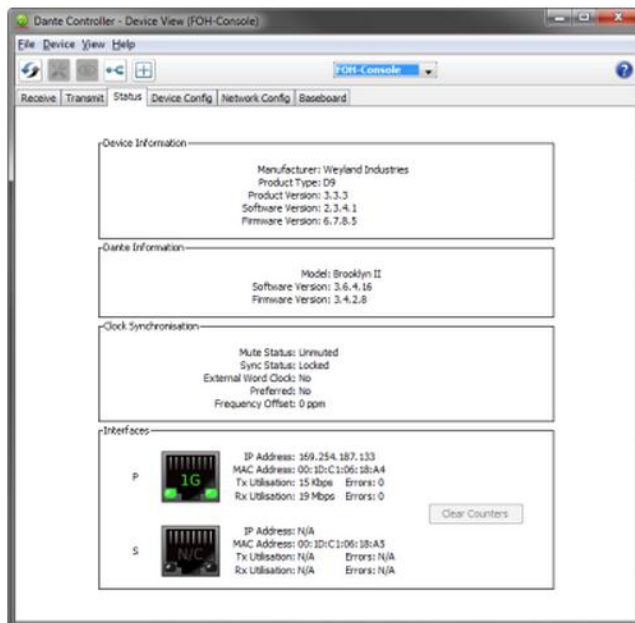 Dante Controller - Device View (FOH-Console)
File Device View Help
FOH-Console
Receive Transmit Status Device Config Network Config Baseboard
Device Information
Manufacturer: Weyland Industries
Product Type: D9
Product Version: 3.3.3
Software Version: 2.3.4.1
Firmware Version: 6.7.8.5
Dante Information
Model: Brooklyn II
Software Version: 3.6.4.16
Firmware Version: 3.4.2.8
Clock Synchronisation
Mute Status: Unmuted
Sync Status: Locked
External Word Clock: No
Preferred: No
Frequency Offset: 0 ppm
Interfaces
P
1G
IP Address: 169.254.187.133
MAC Address: 00:1D:C1:06:18:A4
Tx Utilisation: 15 Kbps Errors: 0
Rx Utilisation: 19 Mbps Errors: 0
Clear Counters
S
N/C
IP Address: N/A
MAC Address: 00:1D:C1:06:18:A5
Tx Utilisation: N/A Errors: N/A
Rx Utilisation: N/A Errors: N/A